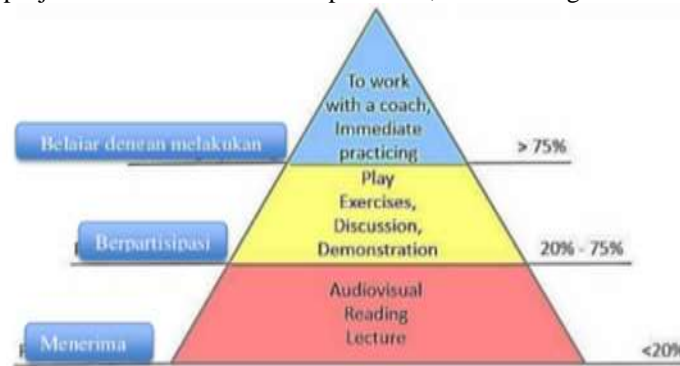 To work
with a coach,
Immediate
practicing
Belajar dengan melakukan
> 75%
Play
Exercises,
Discussion,
Demonstration
Berpartisipasi
20% - 75%
Audiovisual
Reading
Lecture
Menerima
<20%